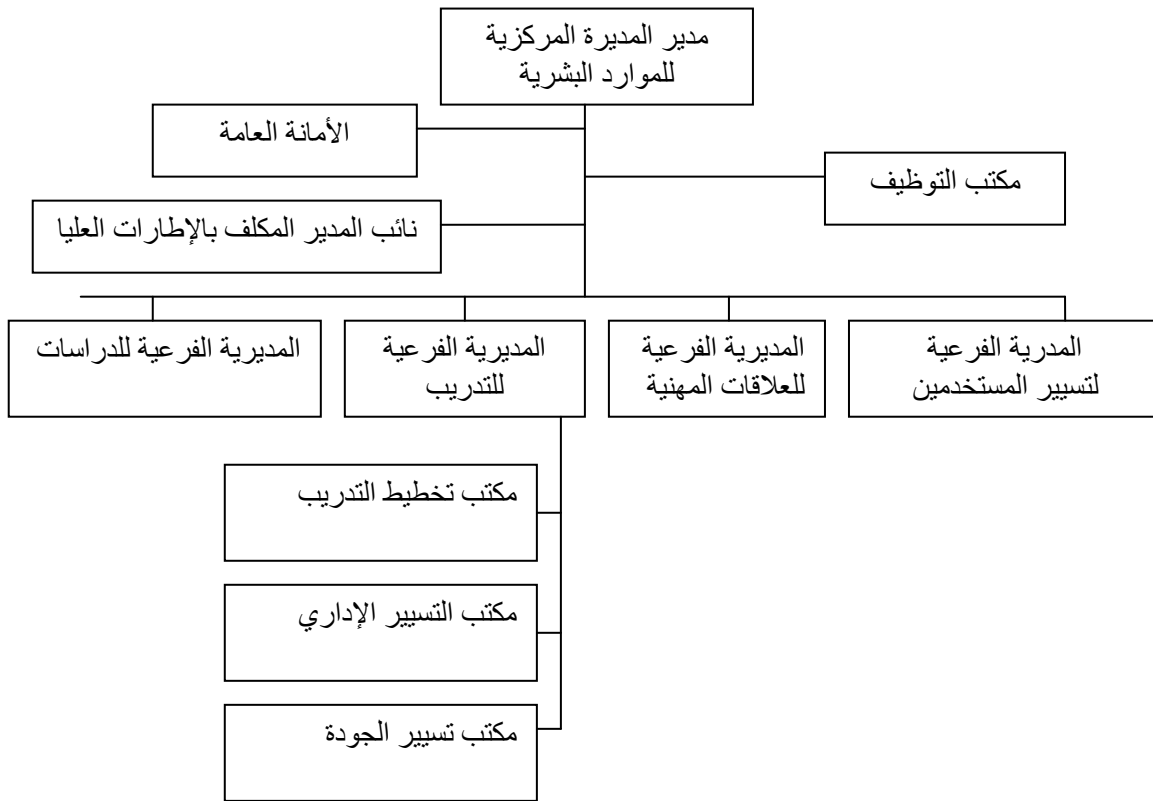 مدير المديرة المركزية
للموارد البشرية
الأمانة العامة
مكتب التوظيف
نائب المدير المكلف بالإطارات العليا
المدرية الفرعية
لتسيير المستخدمين
المديرية الفرعية
للعلاقات المهنية
المديرية الفرعية
للتدريب
المديرية الفرعية للدراسات
مكتب تخطيط التدريب
مكتب التسيير الإداري
مكتب تسيير الجودة